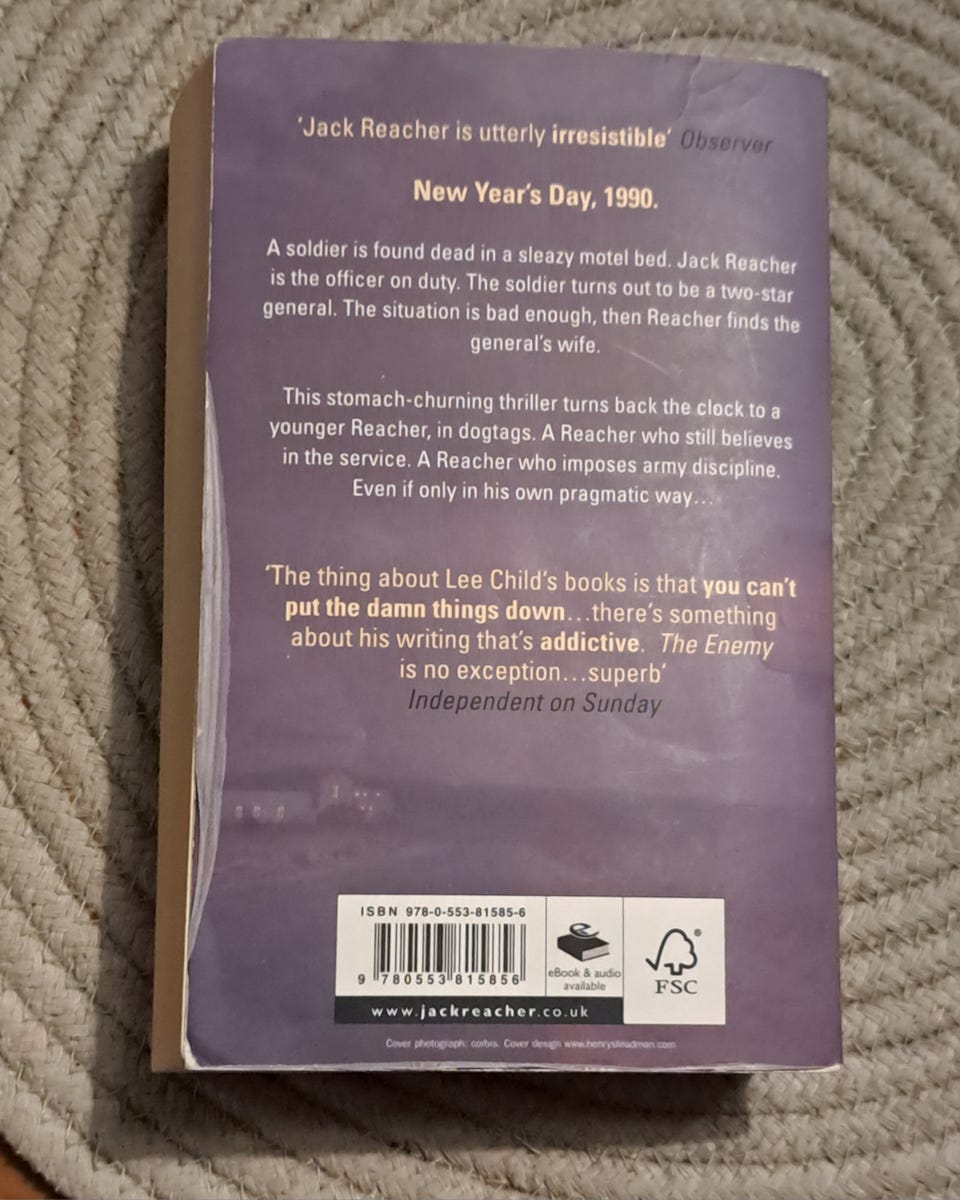 'Jack Reacher is utterly irresistible' Observer
New Year's Day, 1990.
A soldier is found dead in a sleazy motel bed. Jack Reacher
is the officer on duty. The soldier turns out to be a two-star
general. The situation is bad enough, then Reacher finds the
general's wife.
This stomach-churning thriller turns back the clock to a
younger Reacher, in dogtags. A Reacher who still believes
in the service. A Reacher who imposes army discipline.
Even if only in his own pragmatic way...
'The thing about Lee Child's books is that you can't
put the damn things down...there's something
about his writing that's addictive. The Enemy
is no exception...superb'
Independent on Sunday
ISBN 978-0-553-81585-6
9 780553 815856
eBook & audio
available
® 
FSC
www.jackreacher.co.uk
Cover photograph: corbis. Cover design www.henrysteadman.com